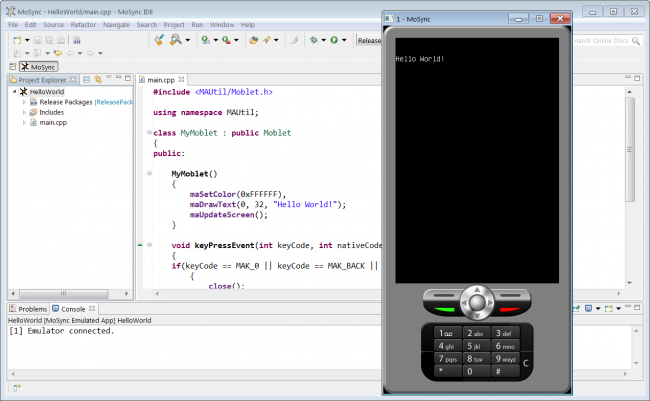 MoSync - HelloWorld/main.cpp - MoSync IDE
File Edit Source Refactor Navigate Search Project Run Window Help
Release
search Online Docs
MoSync
Project Explorer
HelloWorld
Release Packages [ReleasePack
Includes
main.cpp
main.cpp
#include <MAUtil/Moblet.h>
using namespace MAUtil;
class MyMoblet : public Moblet
{
public:
MyMoblet()
{
maSetColor(0xFFFFFF),
maDrawText(0, 32, "Hello World!");
maUpdateScreen();
}
void keyPressEvent(int keyCode, int nativeCode
{
if(keyCode == MAK_0 || keyCode == MAK_BACK ||
{
close();
Problems Console
HelloWorld [MoSync Emulated App] HelloWorld
[1] Emulator connected.
1 - MoSync
Hello World!
1 2 abc 3 def
4 ghi 5 jkl 6 mno
7 pqrs 8 tuv 9 wxyz
* 0 #
C